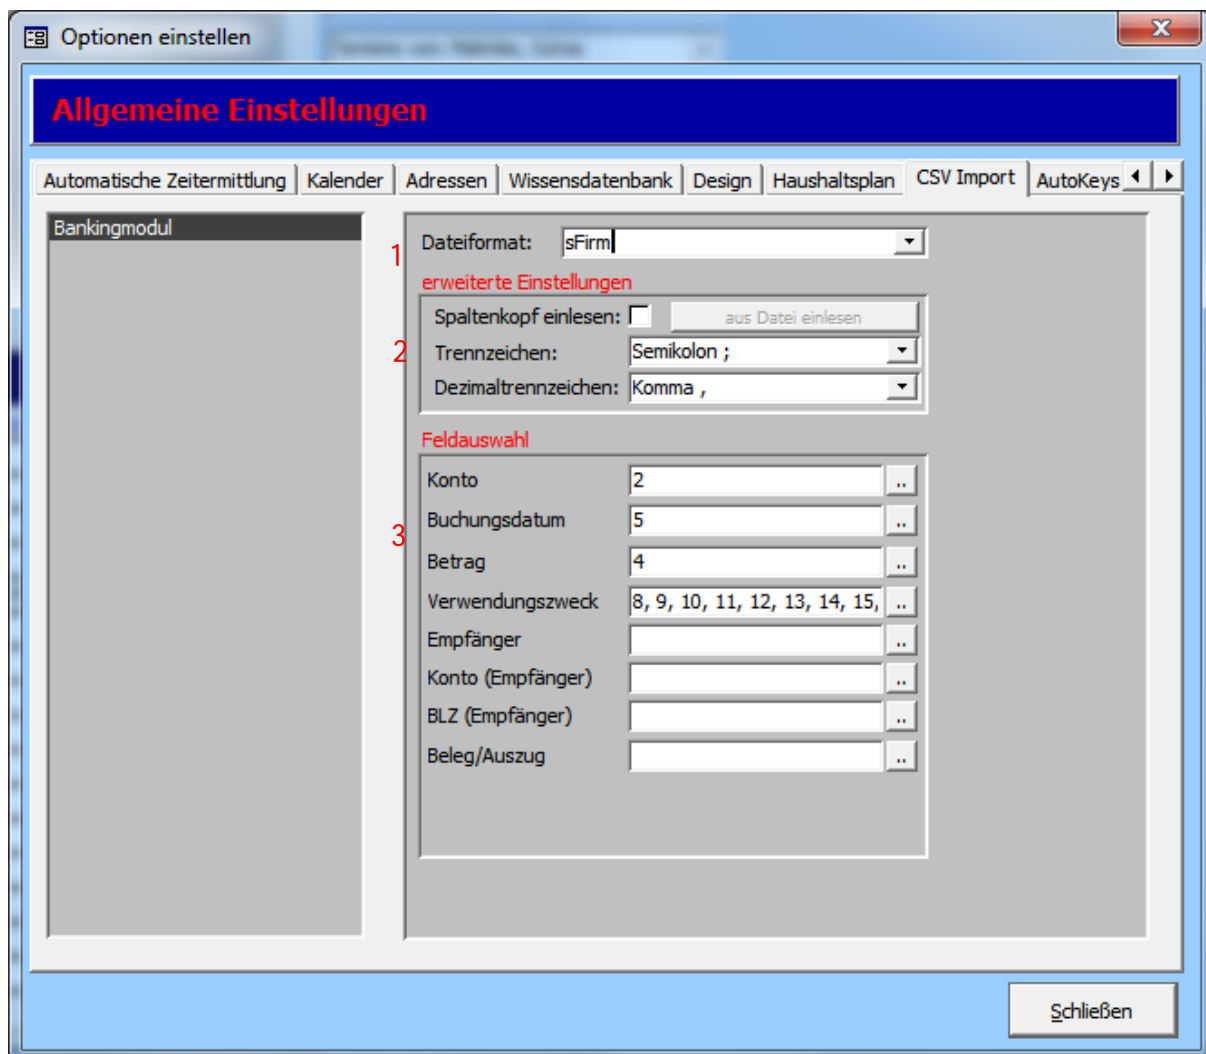 Optionen einstellen
Allgemeine Einstellungen
Automatische Zeitermittlung Kalender Adressen Wissensdatenbank Design Haushaltsplan CSV Import AutoKeys
Bankingmodul
1 Dateiformat: sFirm
erweiterte Einstellungen
Spaltenkopf einlesen: aus Datei einlesen
2 Trennzeichen: Semikolon ;
Dezimaltrennzeichen: Komma ,
Feldauswahl
Konto 2 ..
3 Buchungsdatum 5 ..
Betrag 4 ..
Verwendungszweck 8, 9, 10, 11, 12, 13, 14, 15, ..
Empfänger ..
Konto (Empfänger) ..
BLZ (Empfänger) ..
Beleg/Auszug ..
Schließen